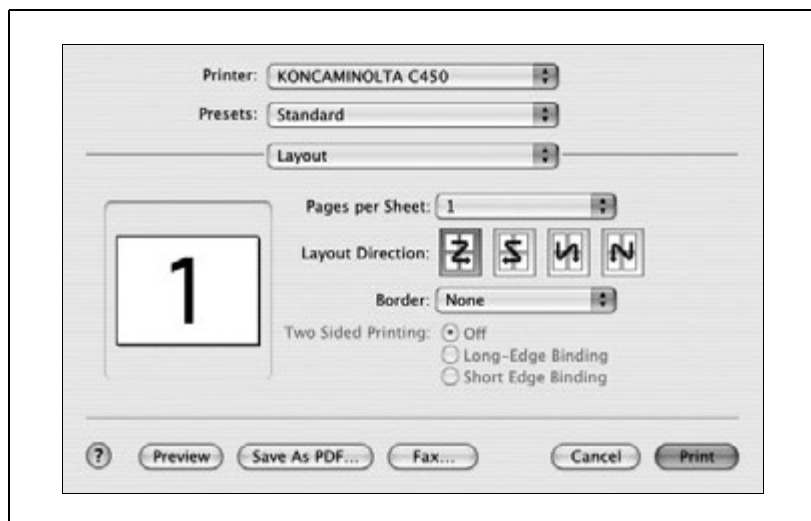 Printer: KONCAMINOLTA C450
Presets: Standard
Layout
Pages per Sheet: 1
Layout Direction:
Border: None
Two Sided Printing: Off
Long-Edge Binding
Short Edge Binding
1
? Preview Save As PDF... Fax... Cancel Print